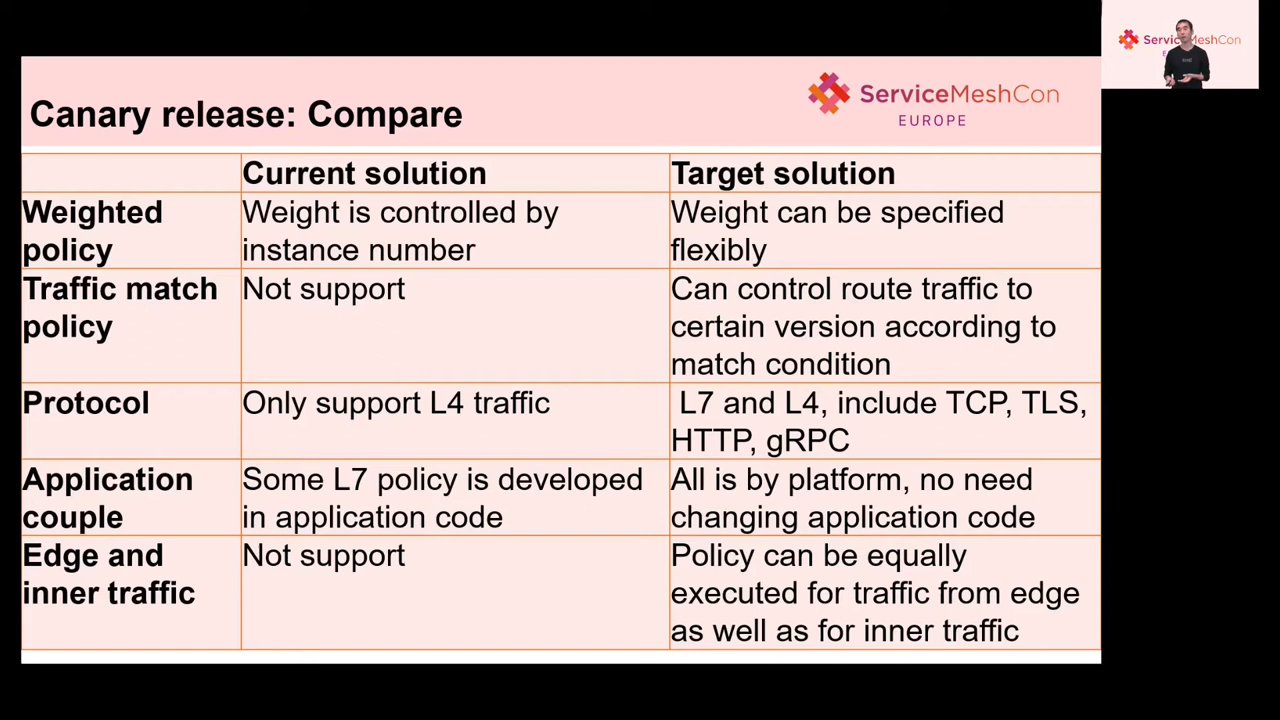 ServiceMeshCon
Canary release: Compare
ServiceMeshCon
EUROPE
Current solution
Target solution
Weighted
policy
Weight is controlled by
instance number
Weight can be specified
flexibly
Traffic match
policy
Not support
Can control route traffic to
certain version according to
match condition
Protocol
Only support L4 traffic
L7 and L4, include TCP, TLS,
HTTP, gRPC
Application
couple
Some L7 policy is developed
in application code
All is by platform, no need
changing application code
Edge and
inner traffic
Not support
Policy can be equally
executed for traffic from edge
as well as for inner traffic